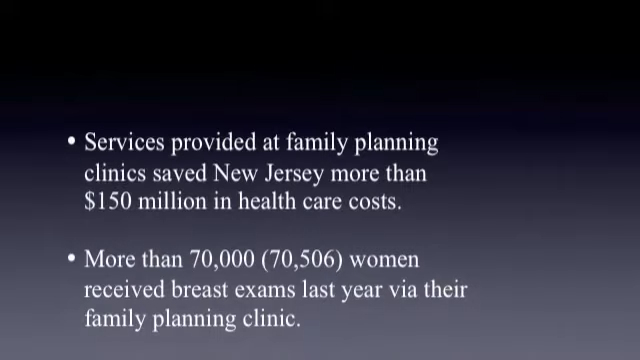 • Services provided at family planning
clinics saved New Jersey more than
$150 million in health care costs.
• More than 70,000 (70,506) women
received breast exams last year via their
family planning clinic.